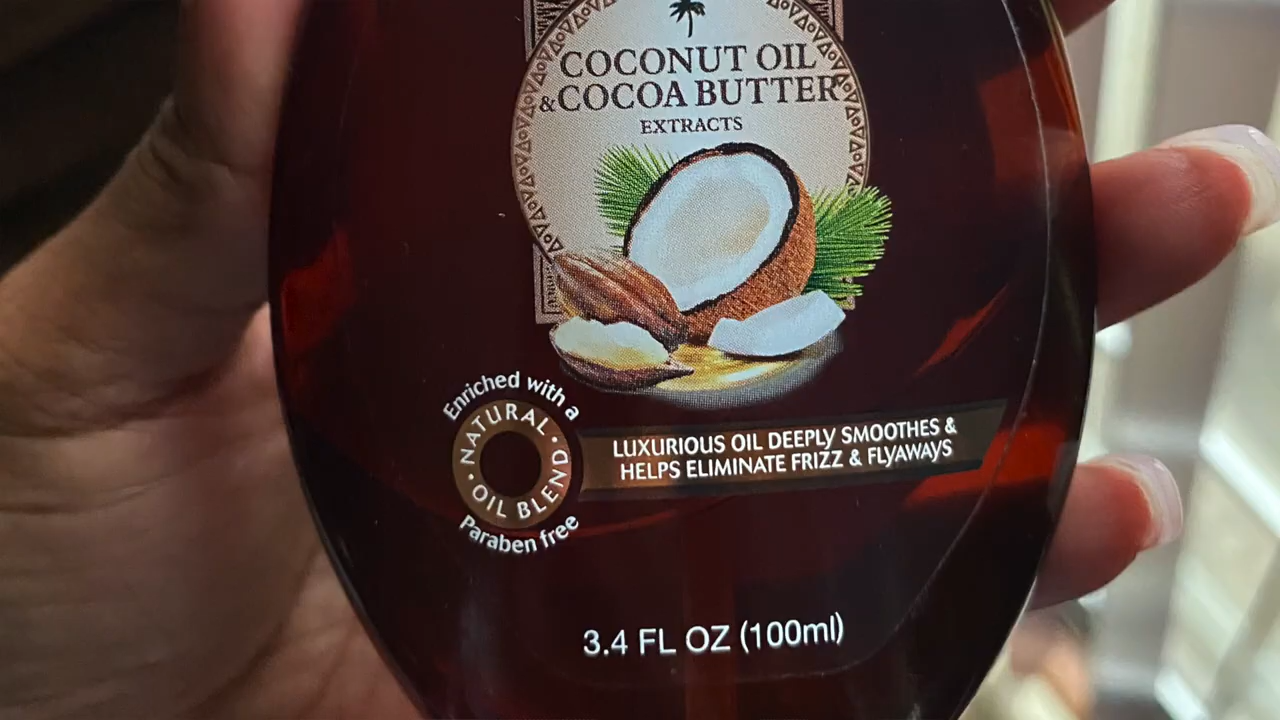 COCONUT OIL
& COCOA BUTTER
EXTRACTS
Enriched with a
NATURAL
OIL BLEND
Paraben free
LUXURIOUS OIL DEEPLY SMOOTHES &
HELPS ELIMINATE FRIZZ & FLYAWAYS
3.4 FL OZ (100ml)